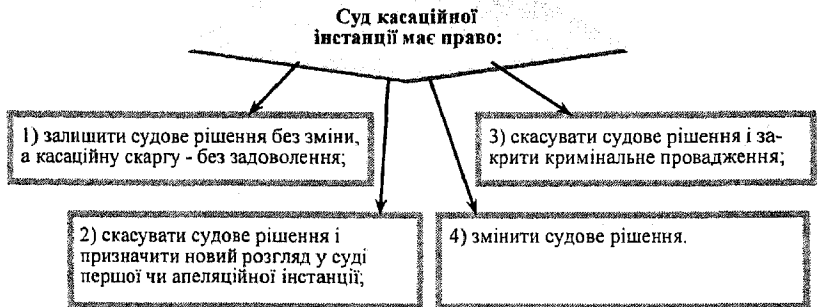 Суд касаційної
інстанції має право:
1) залишити судове рішення без зміни,
а касаційну скаргу - без задоволення;
3) скасувати судове рішення і за-
крити кримінальне провадження;
2) скасувати судове рішення і
призначити новий розгляд у суді
першої чи апеляційної інстанції;
4) змінити судове рішення.